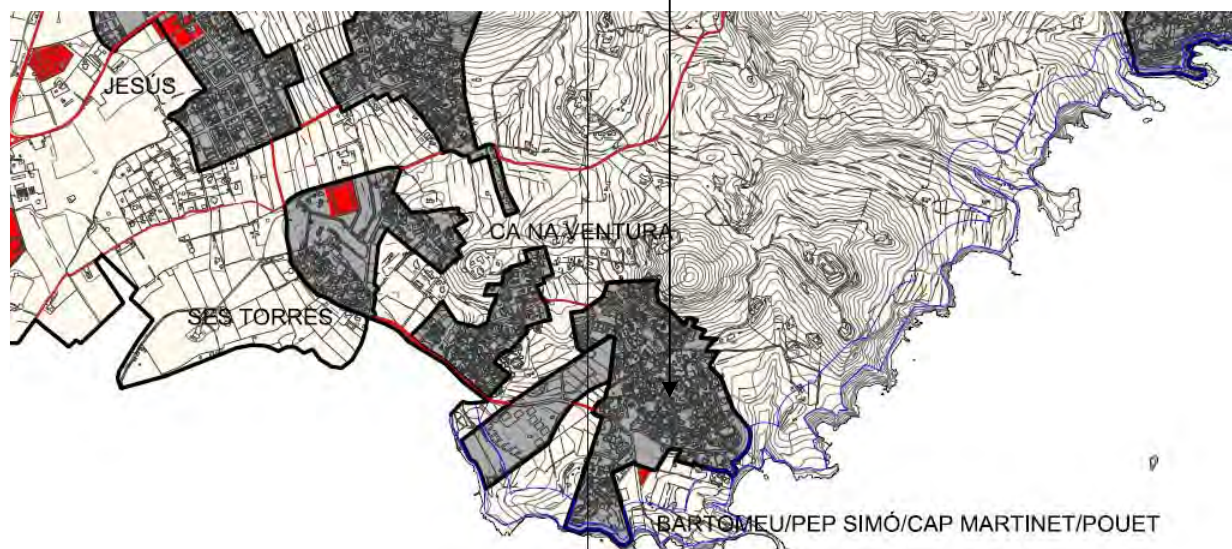 JESÚS
CA NA VENTURA
SES TORRES
BARTOMEU/PEP SIMÓ/CAP MARTINET/POUET